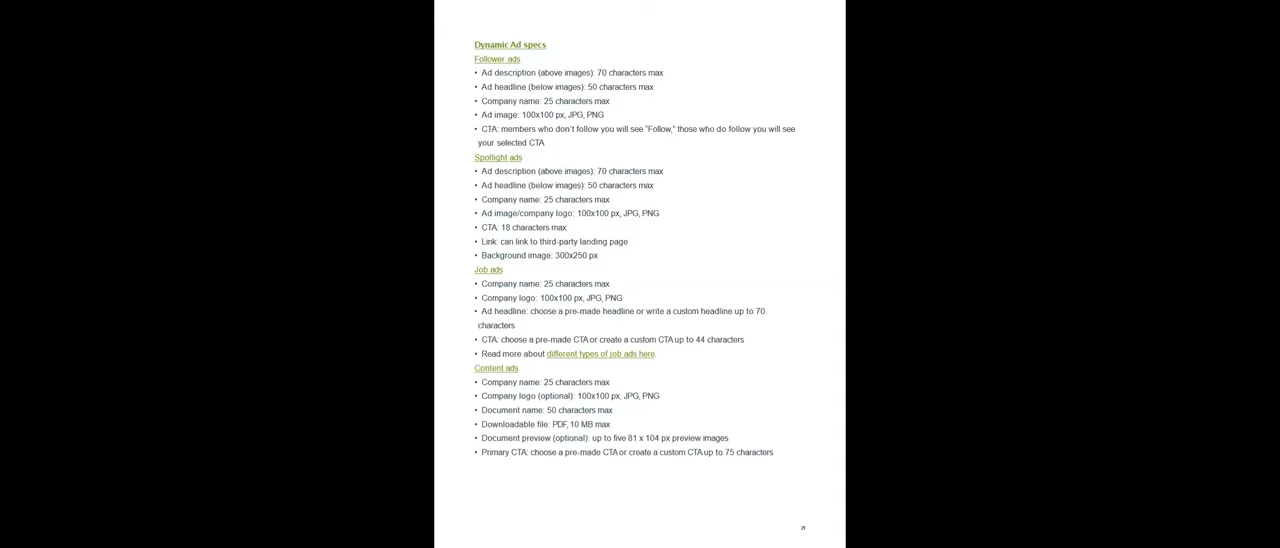 Dynamic Ad specs
Follower ads
• Ad description (above images): 70 characters max
• Ad headline (below images): 50 characters max
• Company name: 25 characters max
• Ad image: 100x100 px, JPG, PNG
• CTA: members who don't follow you will see "Follow," those who do follow you will see
your selected CTA
Spotlight ads
• Ad description (above images): 70 characters max
• Ad headline (below images): 50 characters max
• Company name: 25 characters max
• Ad image/company logo: 100x100 px, JPG, PNG
• CTA: 18 characters max
• Link: can link to third-party landing page
• Background image: 300x250 px
Job ads
• Company name: 25 characters max
• Company logo: 100x100 px, JPG, PNG
• Ad headline: choose a pre-made headline or write a custom headline up to 70
characters
• CTA: choose a pre-made CTA or create a custom CTA up to 44 characters
• Read more about different types of job ads here.
Content ads
• Company name: 25 characters max
• Company logo (optional): 100x100 px, JPG, PNG
• Document name: 50 characters max
• Downloadable file: PDF, 10 MB max
• Document preview (optional): up to five 81 x 104 px preview images
• Primary CTA: choose a pre-made CTA or create a custom CTA up to 75 characters